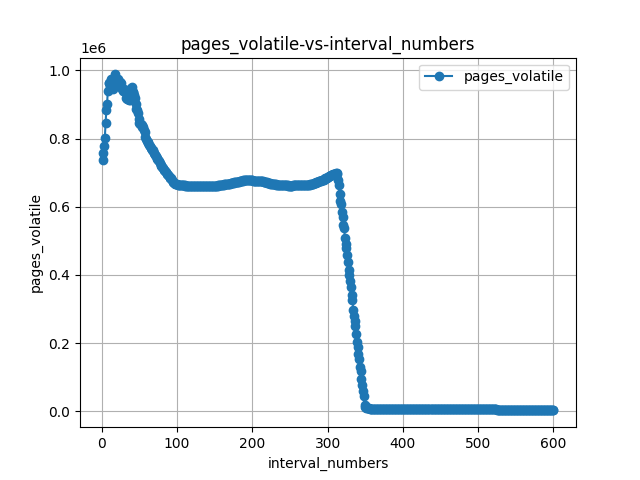 pages_volatile-vs-interval_numbers
1e6
pages_volatile
1.0
0.8
0.6
0.4
0.2
0.0
pages_volatile
0 100 200 300 400 500 600
interval_numbers